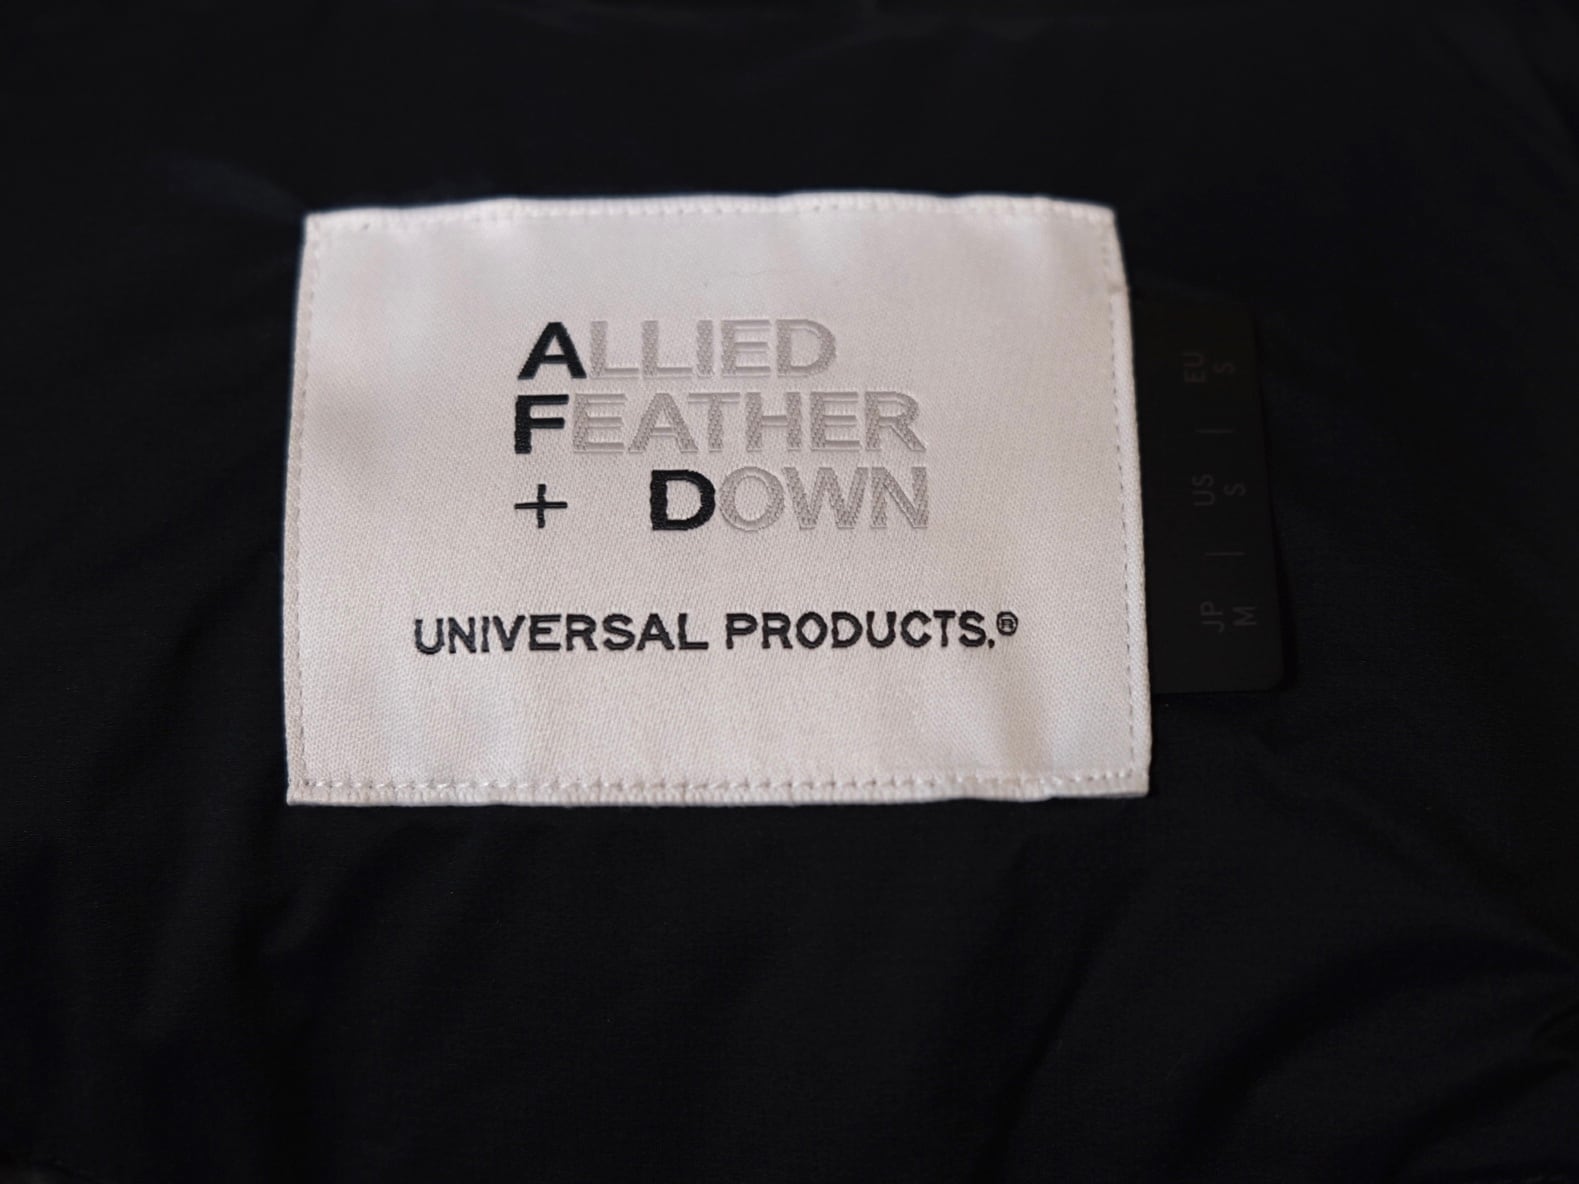 ALLIED
FEATHER
+ DOWN
UNIVERSAL PRODUCTS.®
JP | US | EU
M | S | S